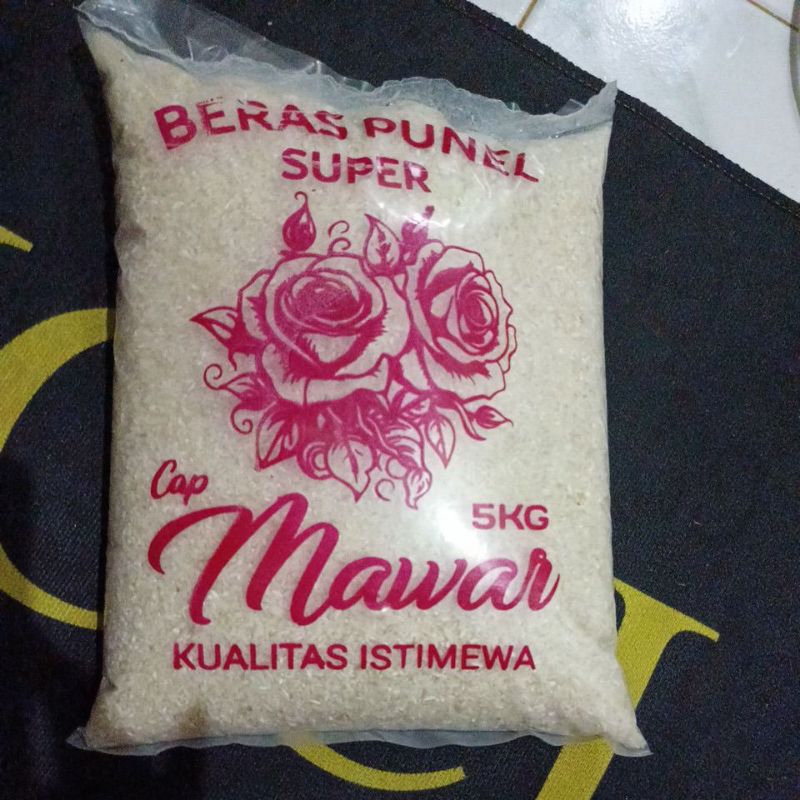 BERAS PUNEL
SUPER
Cap
5KG
Mawar
KUALITAS ISTIMEWA